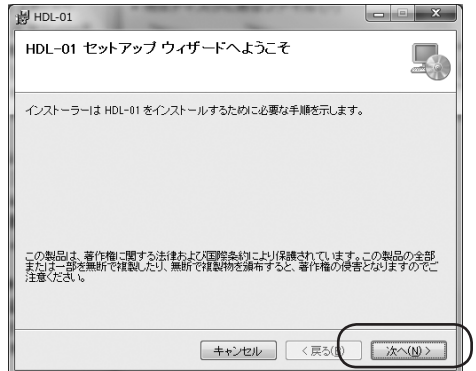 HDL-01
HDL-01 セットアップ ウィザードへようこそ
インストーラーは HDL-01 をインストールするために必要な手順を示します。
この製品は、著作権に関する法律および国際条約により保護されています。この製品の全部
または一部を無断で複製したり、無断で複製物を頒布すると、著作権の侵害となりますのでご
注意ください。
キャンセル
< 戻る(B)
次へ(N) >